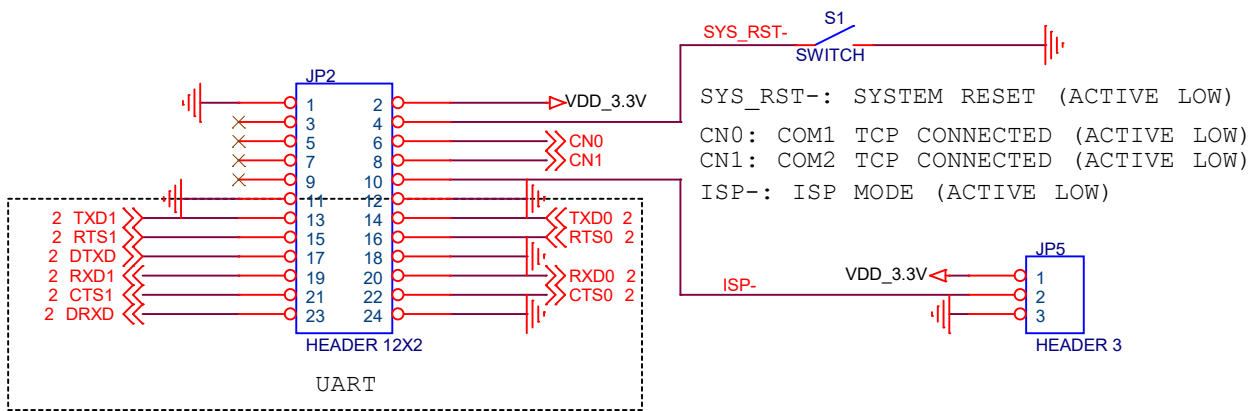 S1
SYS_RST-
SWITCH
JP2
1 2 VDD_3.3V
3 4
5 6 CN0
7 8 CN1
9 10
11 12
2 TXD1 13 14 TXD0 2
2 RTS1 15 16 RTS0 2
2 DTXD 17 18
2 RXD1 19 20 RXD0 2
2 CTS1 21 22 CTS0 2
2 DRXD 23 24
HEADER 12X2
UART
SYS_RST-: SYSTEM RESET (ACTIVE LOW)
CN0: COM1 TCP CONNECTED (ACTIVE LOW)
CN1: COM2 TCP CONNECTED (ACTIVE LOW)
ISP-: ISP MODE (ACTIVE LOW)
JP5
VDD_3.3V 1
ISP- 2
3
HEADER 3